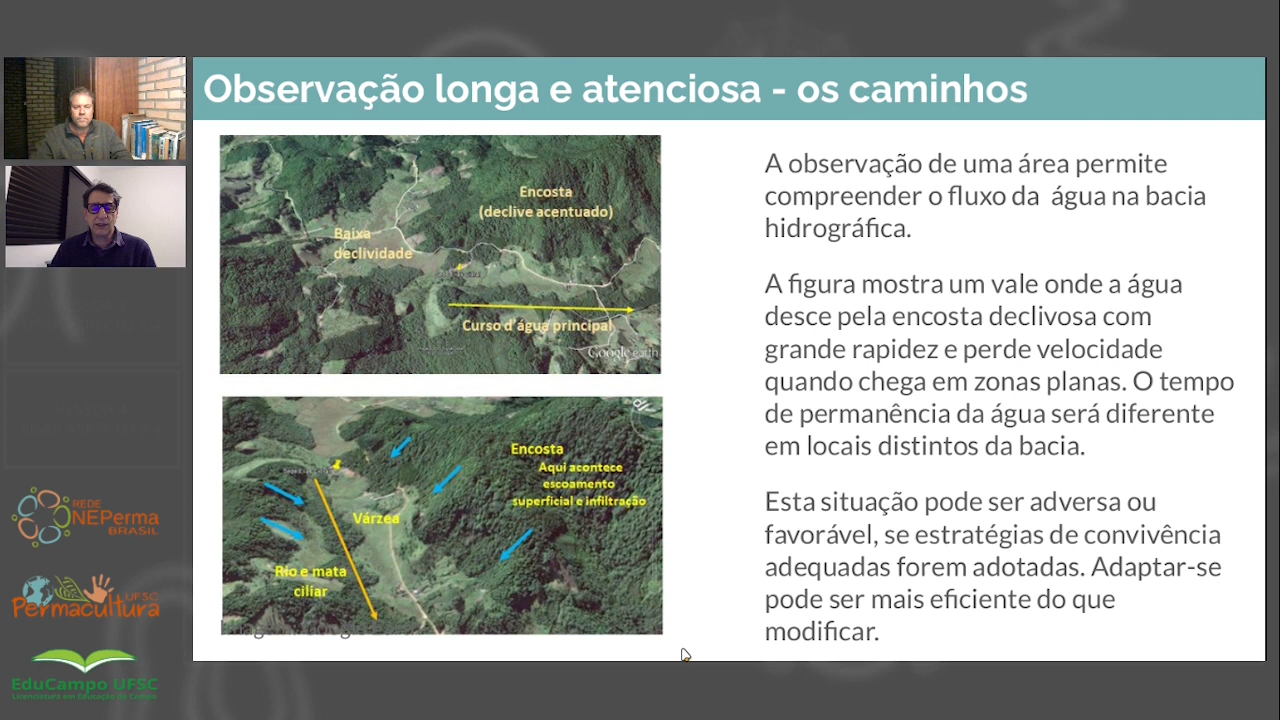 Observação longa e atenciosa - os caminhos
Encosta
(declive acentuado)
Baixa
declividade
Curso d'água principal
Google earth
Encosta
Aqui acontece
escoamento
superficial e infiltração
Várzea
Rio e mata
ciliar
A observação de uma área permite
compreender o fluxo da água na bacia
hidrográfica.
A figura mostra um vale onde a água
desce pela encosta declivosa com
grande rapidez e perde velocidade
quando chega em zonas planas. O tempo
de permanência da água será diferente
em locais distintos da bacia.
Esta situação pode ser adversa ou
favorável, se estratégias de convivência
adequadas forem adotadas. Adaptar-se
pode ser mais eficiente do que
modificar.
REDE
NEPerma
BRASIL
UFSC
Permacultura
EduCampo UFSC
Licenciatura em Educação do Campo